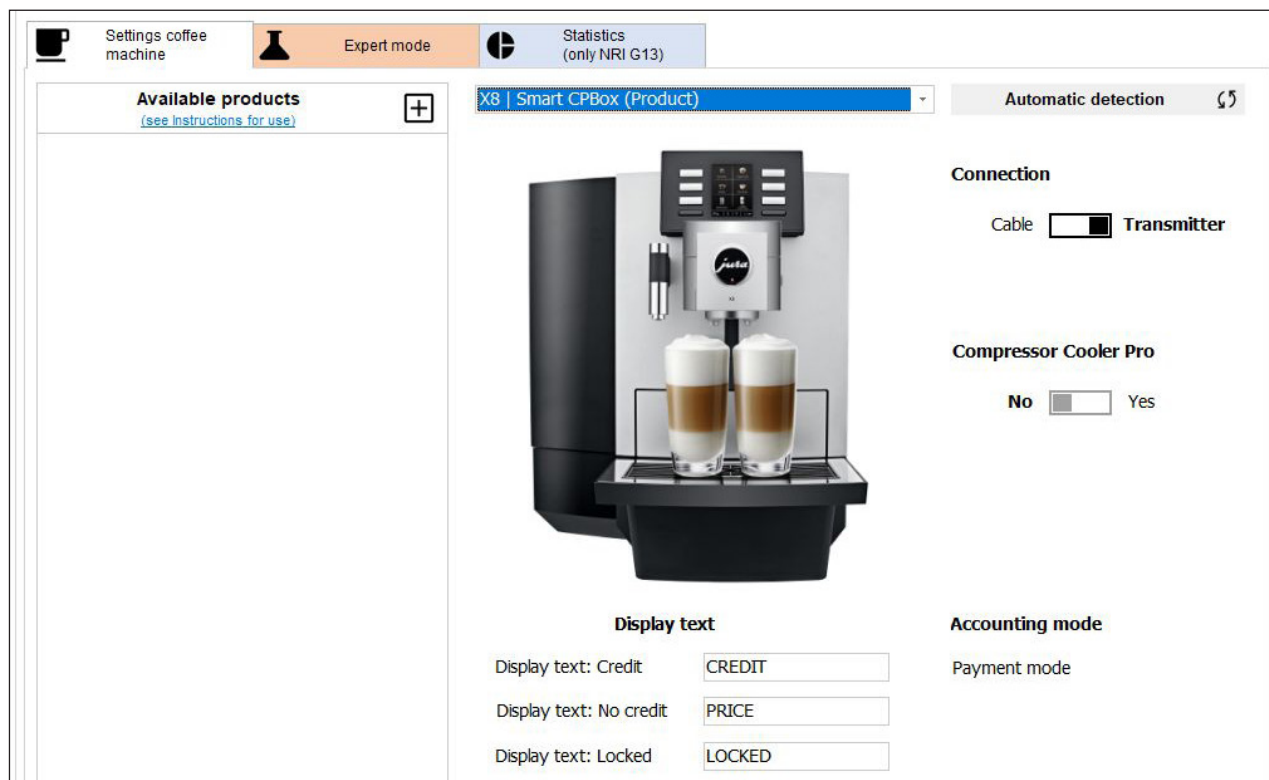 Settings coffee
machine
Expert mode
Statistics
(only NRI G13)
Available products
(see Instructions for use)
X8 | Smart CPBox (Product)
Automatic detection
Connection
Cable
Transmitter
jura
X8
Compressor Cooler Pro
No
Yes
Display text
Display text: Credit
CREDIT
Display text: No credit
PRICE
Display text: Locked
LOCKED
Accounting mode
Payment mode